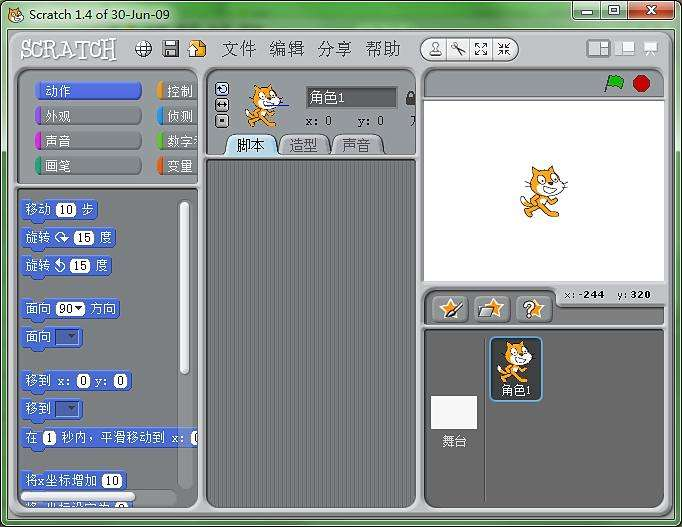 Scratch 1.4 of 30-Jun-09
SCRATCH 文件 编辑 分享 帮助
动作 控制
外观 侦测
声音 数字
画笔 变量
角色1
x: 0 y: 0
脚本 造型 声音
移动 10 步
旋转 15 度
旋转 15 度
面向 90 方向
面向
移到 x: 0 y: 0
移到
在 1 秒内，平滑移动到 x: 0
将x坐标增加 10
x:-244 y:320
角色1
舞台